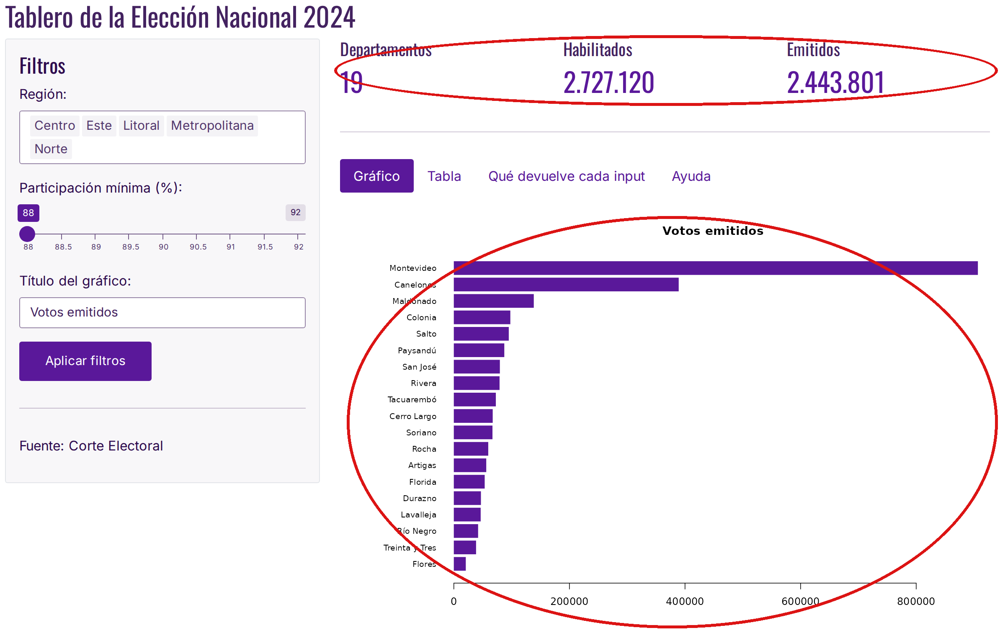 Tablero de la Elección Nacional 2024
Filtros
Región:
Centro Este Litoral Metropolitana
Norte
Participación mínima (%):
88 92
88 88.5 89 89.5 90 90.5 91 91.5 92
Título del gráfico:
Votos emitidos
Aplicar filtros
Fuente: Corte Electoral
Departamentos Habilitados Emitidos
19 2.727.120 2.443.801
Gráfico Tabla Qué devuelve cada input Ayuda
Votos emitidos
Montevideo
Canelones
Maldonado
Colonia
Salto
Paysandú
San José
Rivera
Tacuarembó
Cerro Largo
Soriano
Rocha
Artigas
Florida
Durazno
Lavalleja
Río Negro
Treinta y Tres
Flores
0 200000 400000 600000 800000